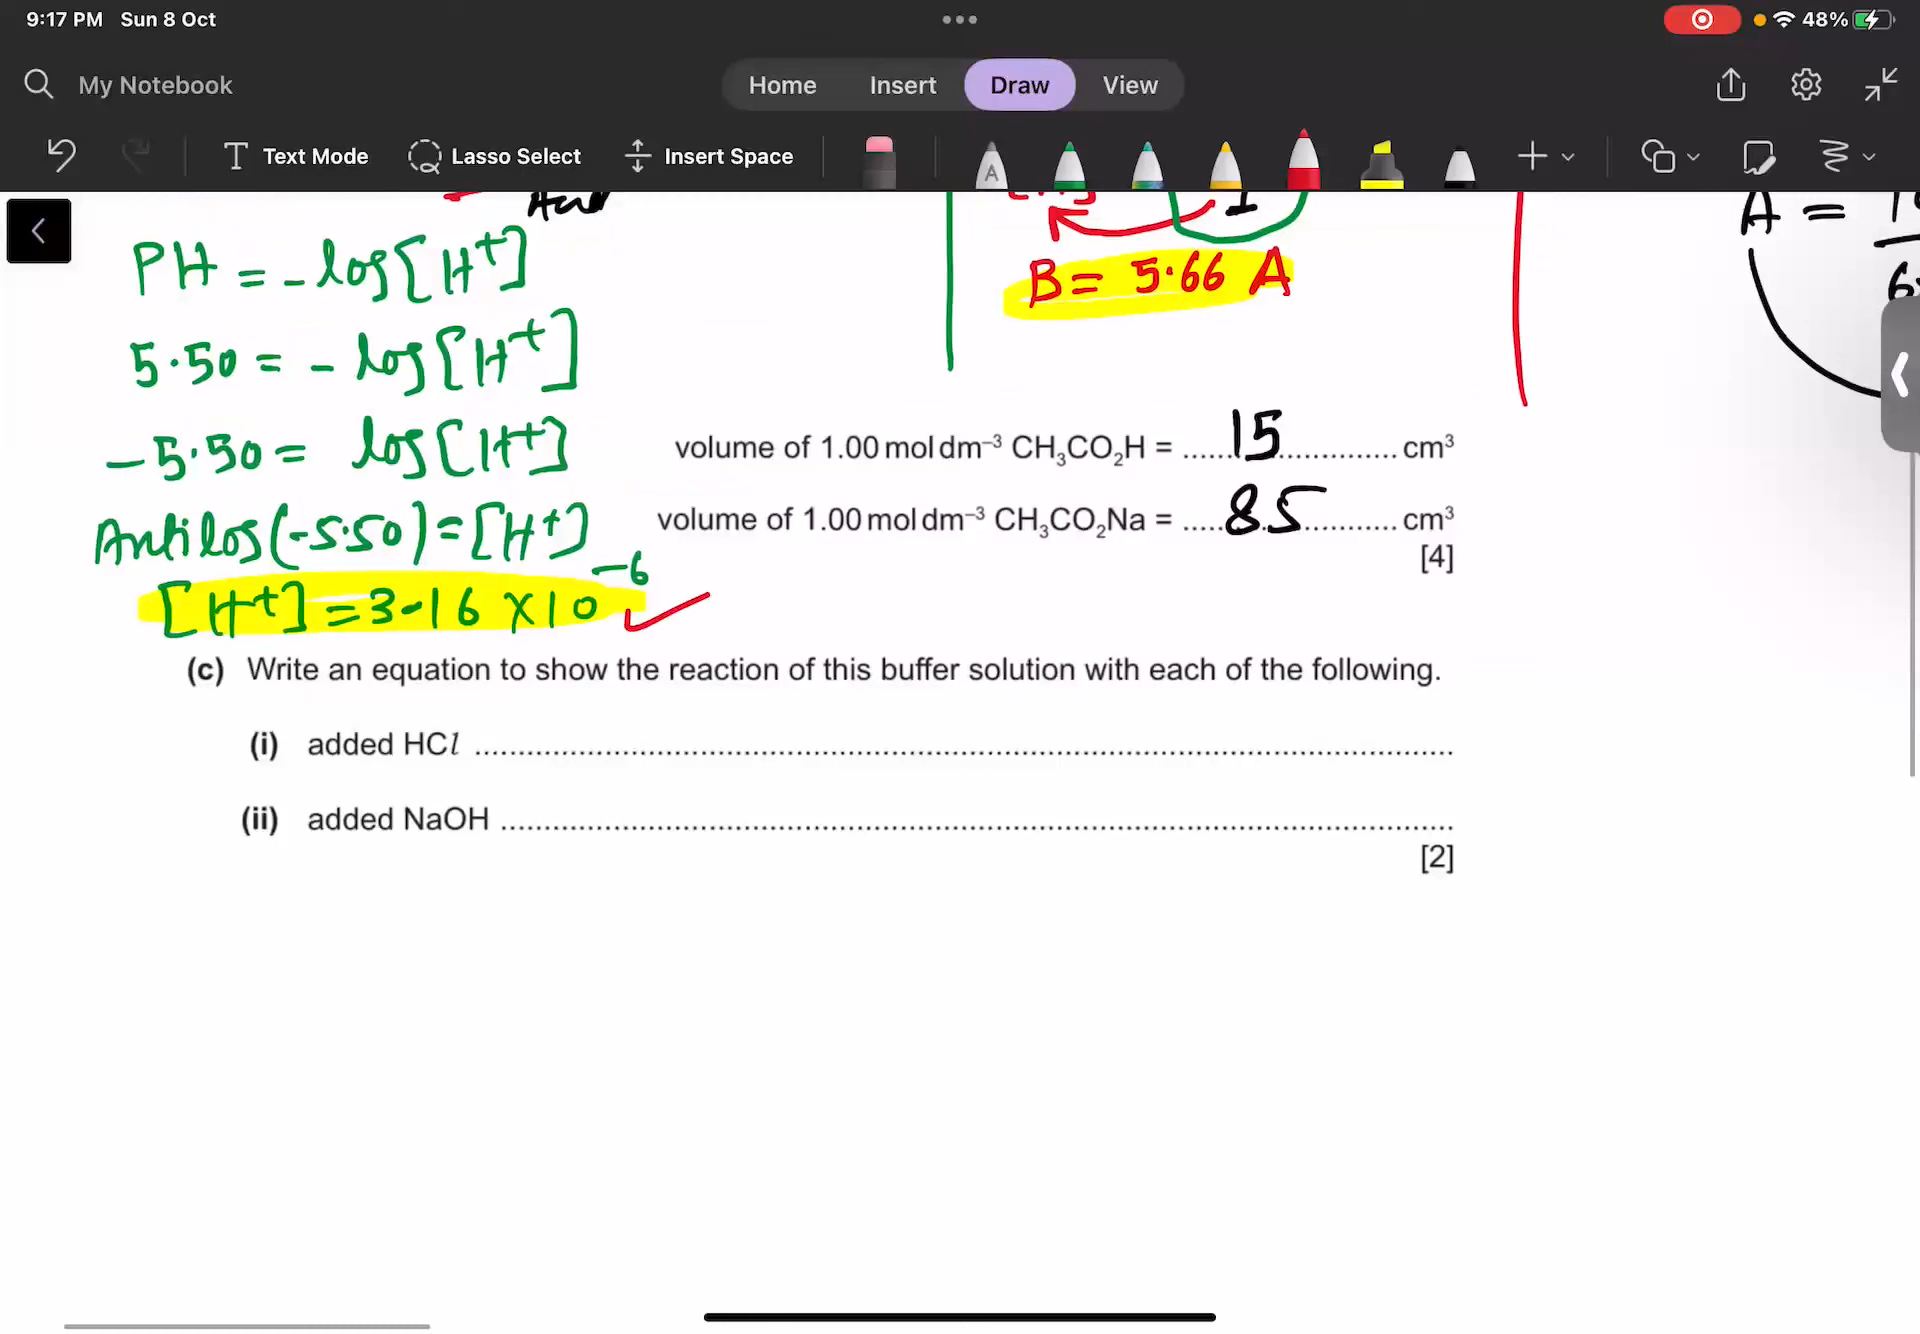 9:17 PM Sun 8 Oct
48%
My Notebook
Home Insert Draw View
Text Mode Lasso Select Insert Space
A
PH = -log[H+]
5.50 = - log[H+]
-5.50 = log[H+]
Antilog(-5.50) = [H+]
[H+] = 3.16 x 10⁻⁶
B = 5.66 A
A =
volume of 1.00 mol dm⁻³ CH₃CO₂H = ......15.............. cm³
volume of 1.00 mol dm⁻³ CH₃CO₂Na = .....85........... cm³
[4]
(c) Write an equation to show the reaction of this buffer solution with each of the following.
(i) added HCl ....................................................................................................
(ii) added NaOH ....................................................................................................
[2]